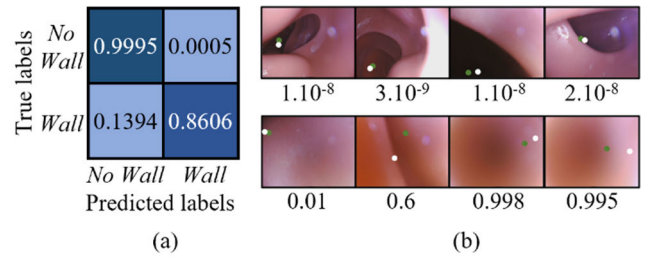 True labels
No Wall
0.9995 0.0005
Wall
0.1394 0.8606
No Wall Wall
Predicted labels
(a)
1.10-8 3.10-9 1.10-8 2.10-8
0.01 0.6 0.998 0.995
(b)